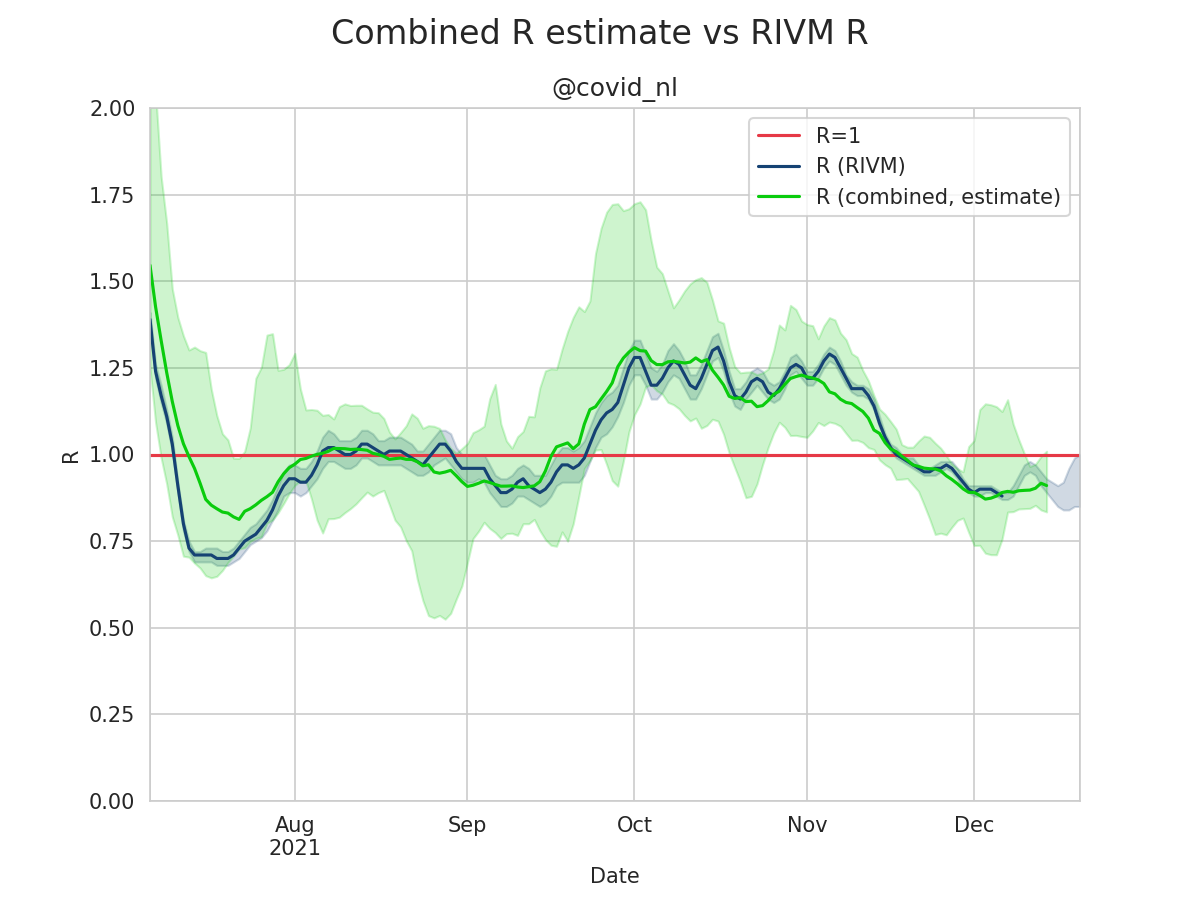 Combined R estimate vs RIVM R
@covid_nl
R=1
R (RIVM)
R (combined, estimate)
2.00
1.75
1.50
1.25
1.00
0.75
0.50
0.25
0.00
R
Aug
2021
Sep
Oct
Nov
Dec
Date